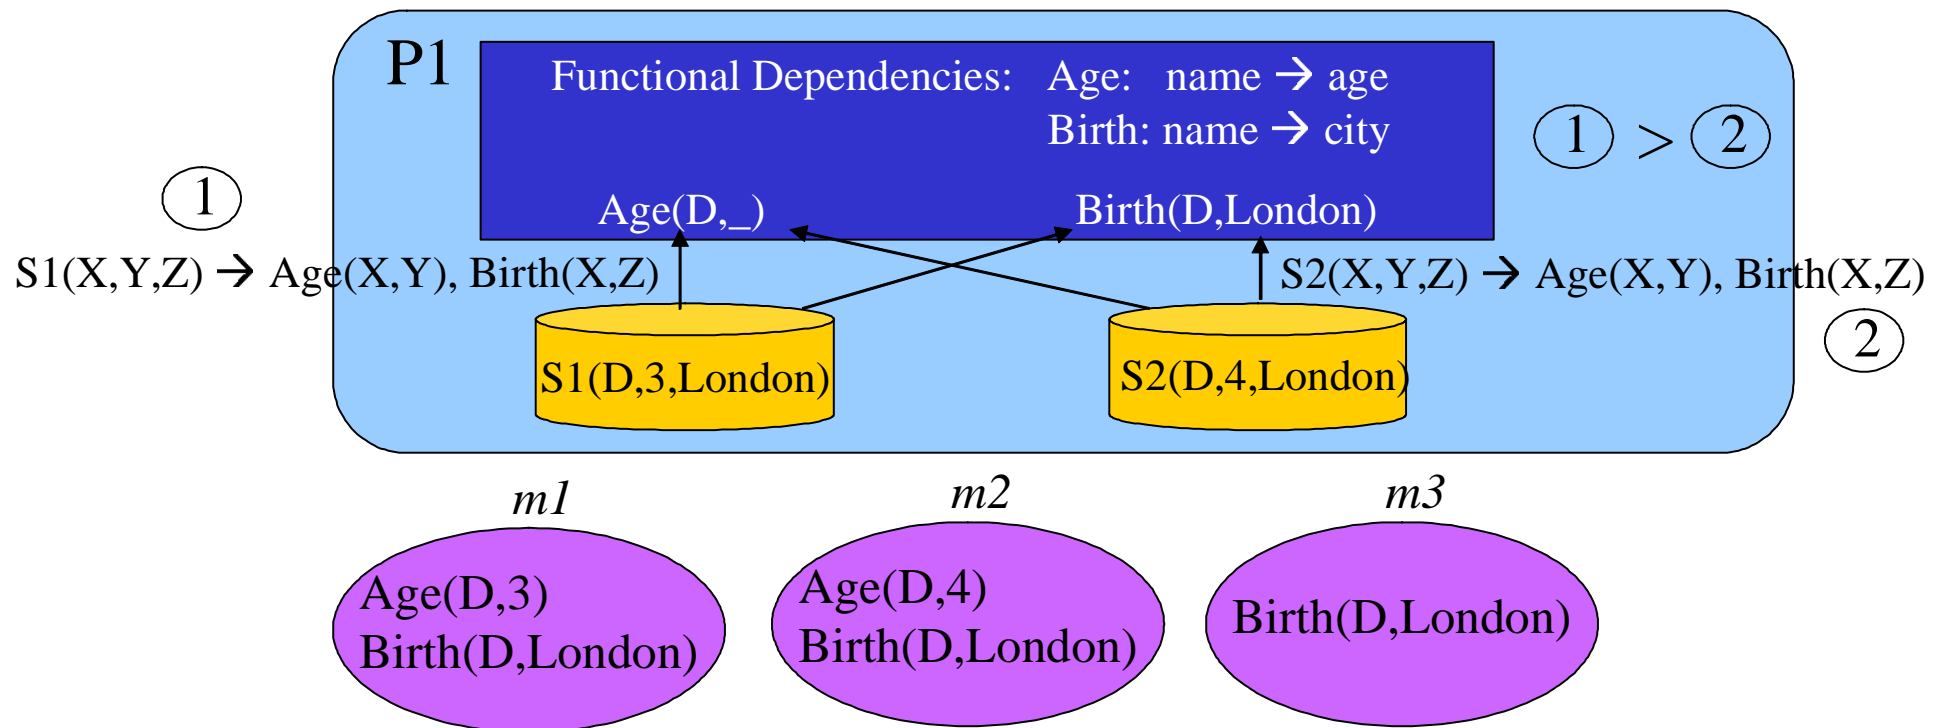 P1
Functional Dependencies: Age: name → age
Birth: name → city
1 > 2
1
Age(D,_) Birth(D,London)
S1(X,Y,Z) → Age(X,Y), Birth(X,Z)
S2(X,Y,Z) → Age(X,Y), Birth(X,Z)
2
S1(D,3,London)
S2(D,4,London)
m1
m2
m3
Age(D,3)
Birth(D,London)
Age(D,4)
Birth(D,London)
Birth(D,London)